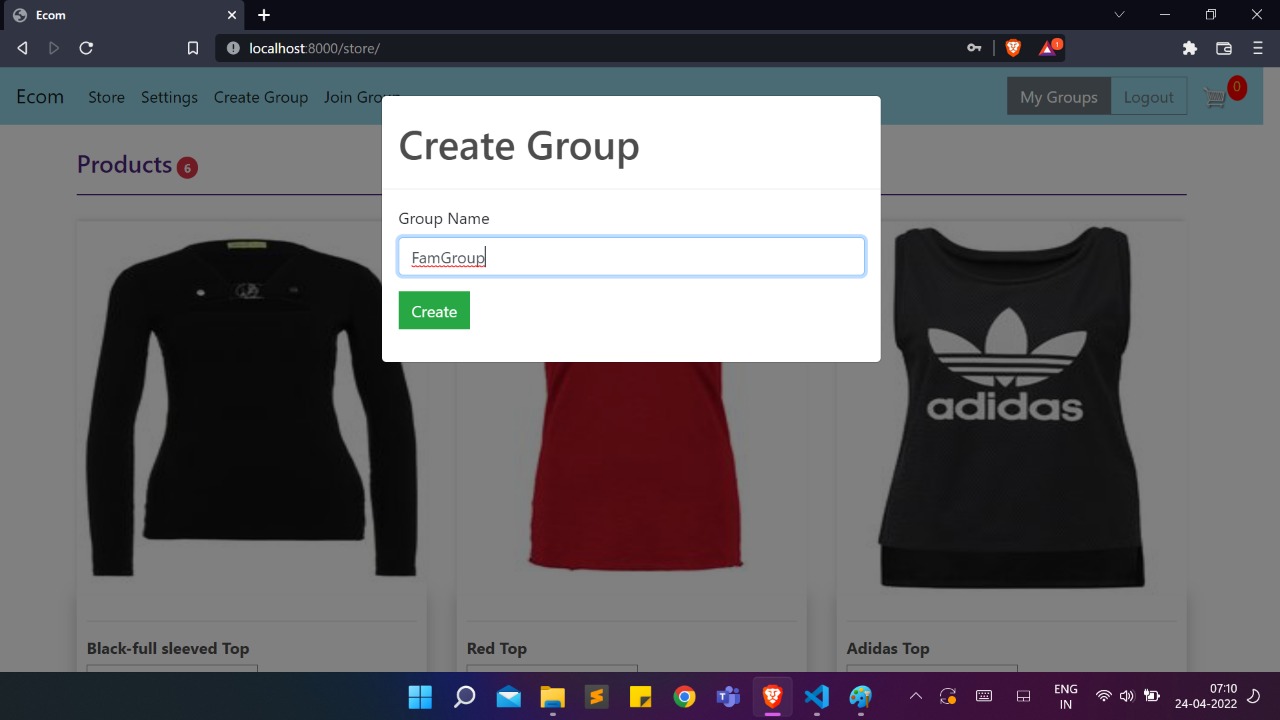 Ecom
localhost:8000/store/
1
Ecom Store Settings Create Group Join Group My Groups Logout 0
Products 6
Create Group
Group Name
FamGroup
Create
adidas
Black-full sleeved Top Red Top Adidas Top
ENG 07:10
IN 24-04-2022